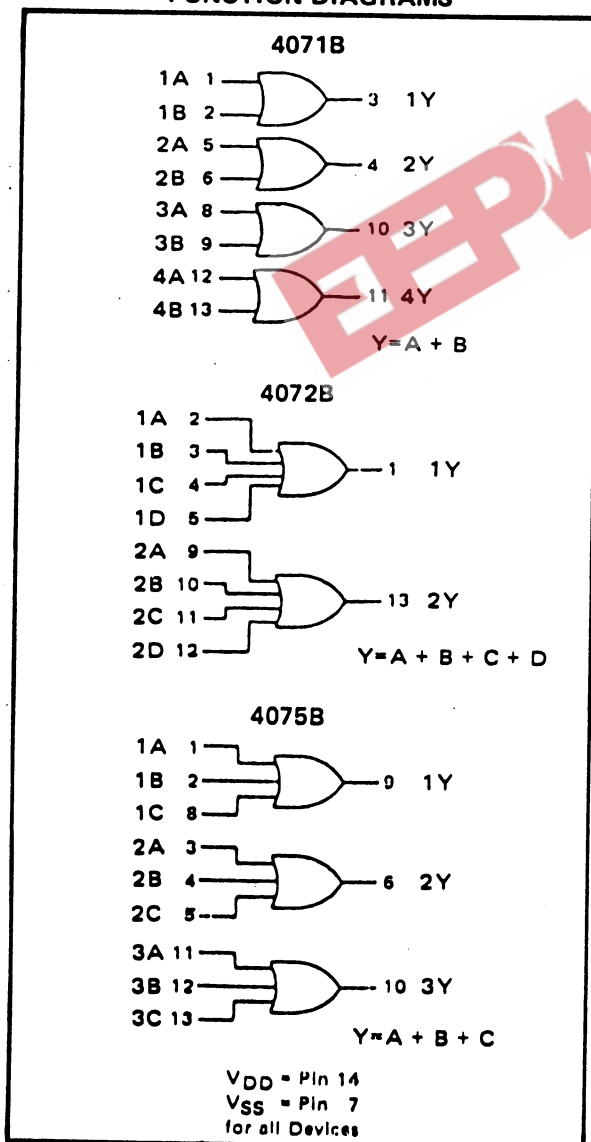 FUNCTION DIAGRAMS
4071B
1A 1
1B 2
3 1Y
2A 5
2B 6
4 2Y
3A 8
3B 9
10 3Y
4A 12
4B 13
11 4Y
Y=A + B
4072B
1A 2
1B 3
1C 4
1D 5
1 1Y
2A 9
2B 10
2C 11
2D 12
13 2Y
Y=A + B + C + D
4075B
1A 1
1B 2
1C 8
9 1Y
2A 3
2B 4
2C 5
6 2Y
3A 11
3B 12
3C 13
10 3Y
Y=A + B + C
VDD = Pin 14
VSS = Pin 7
for all Devices
EEPW